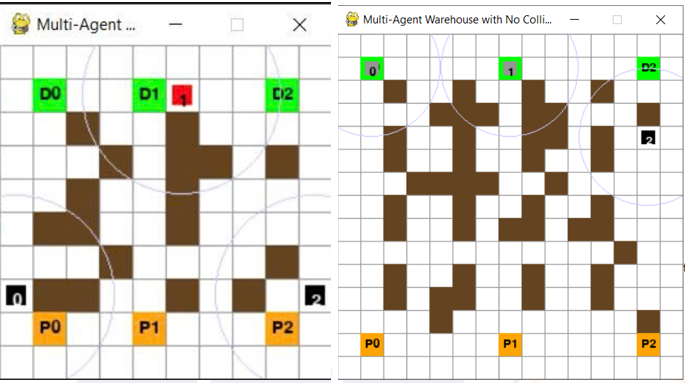 Multi-Agent ...
D0 D1 1 D2
0 2
P0 P1 P2
Multi-Agent Warehouse with No Colli...
0 1 D2
2
P0 P1 P2